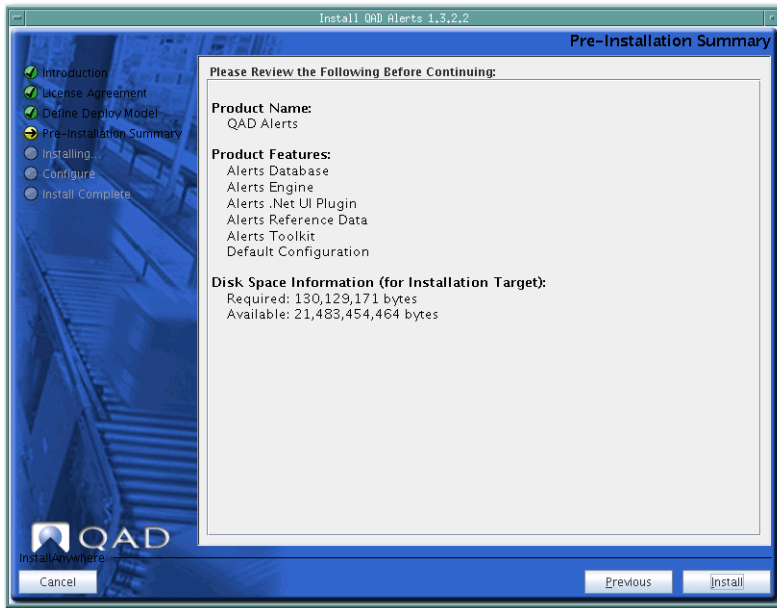 Install QAD Alerts 1.3.2.2
Pre-Installation Summary
Introduction
License Agreement
Define Deploy Model
Pre-Installation Summary
Installing...
Configure
Install Complete
Please Review the Following Before Continuing:
Product Name:
QAD Alerts
Product Features:
Alerts Database
Alerts Engine
Alerts .Net UI Plugin
Alerts Reference Data
Alerts Toolkit
Default Configuration
Disk Space Information (for Installation Target):
Required: 130,129,171 bytes
Available: 21,483,454,464 bytes
QAD
InstallAnywhere
Cancel
Previous
Install